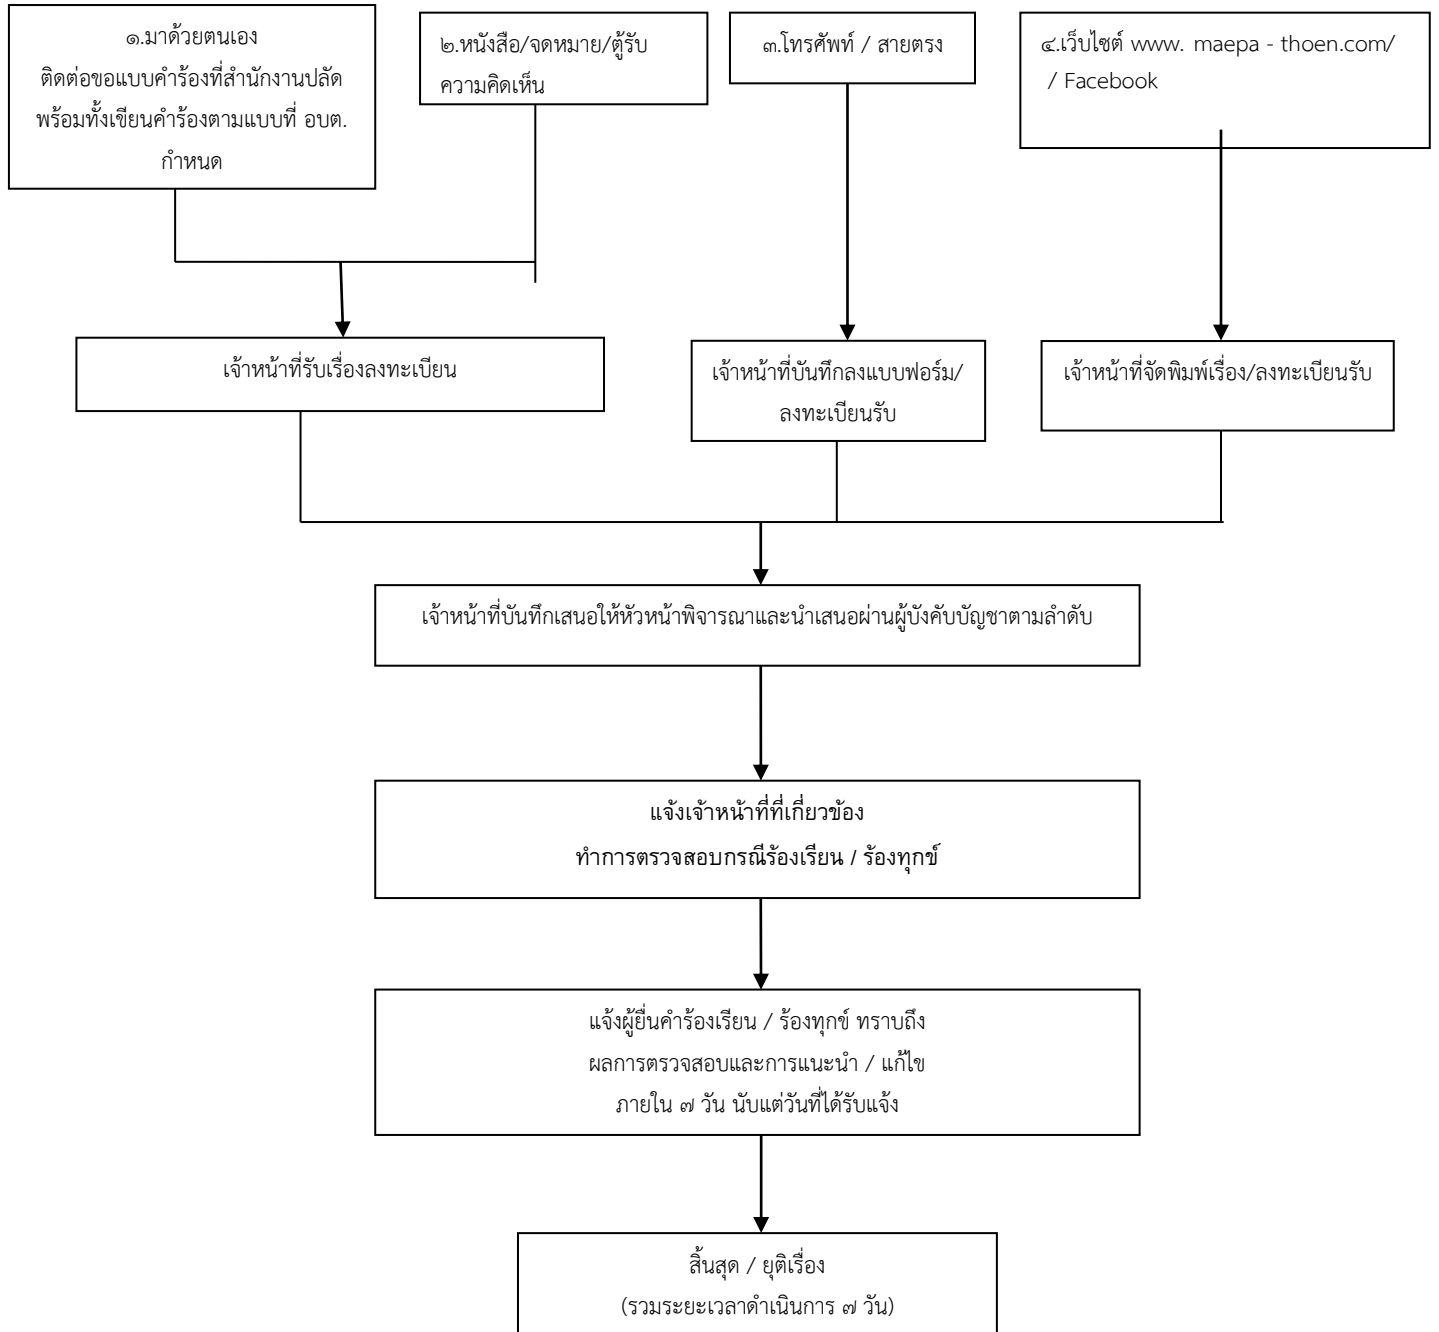 ๑.มาด้วยตนเอง
ติดต่อขอแบบคำร้องที่สำนักงานปลัด
พร้อมทั้งเขียนคำร้องตามแบบที่ อบต.
กำหนด
๒.หนังสือ/จดหมาย/ตู้รับ
ความคิดเห็น
๓.โทรศัพท์ / สายตรง
๔.เว็บไซต์ www. maepa - thoen.com/
/ Facebook
เจ้าหน้าที่รับเรื่องลงทะเบียน
เจ้าหน้าที่บันทึกลงแบบฟอร์ม/
ลงทะเบียนรับ
เจ้าหน้าที่จัดพิมพ์เรื่อง/ลงทะเบียนรับ
เจ้าหน้าที่บันทึกเสนอให้หัวหน้าพิจารณาและนำเสนอผ่านผู้บังคับบัญชาตามลำดับ
แจ้งเจ้าหน้าที่ที่เกี่ยวข้อง
ทำการตรวจสอบกรณีร้องเรียน / ร้องทุกข์
แจ้งผู้ยื่นคำร้องเรียน / ร้องทุกข์ ทราบถึง
ผลการตรวจสอบและการแนะนำ / แก้ไข
ภายใน ๗ วัน นับแต่วันที่ได้รับแจ้ง
สิ้นสุด / ยุติเรื่อง
(รวมระยะเวลาดำเนินการ ๗ วัน)